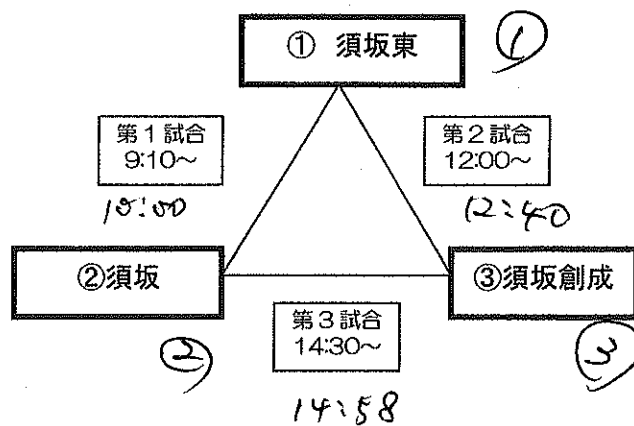 ① 須坂東
①
第1試合
9:10～
第2試合
12:00～
10:00
12:40
②須坂
③須坂創成
第3試合
14:30～
②
③
14:58